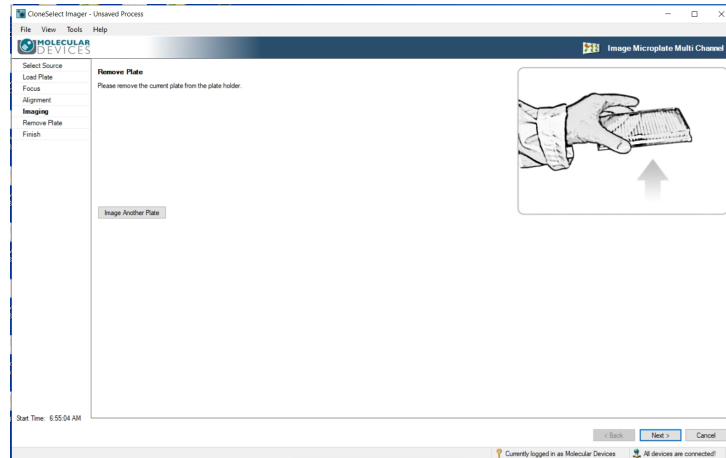 CloneSelect Imager - Unsaved Process
File View Tools Help
MOLECULAR
DEVICES
Image Microplate Multi Channel
Select Source
Load Plate
Focus
Alignment
Imaging
Remove Plate
Finish
Remove Plate
Please remove the current plate from the plate holder.
Image Another Plate
Start Time: 6:55:04 AM
< Back Next > Cancel
Currently logged in as Molecular Devices All devices are connected!